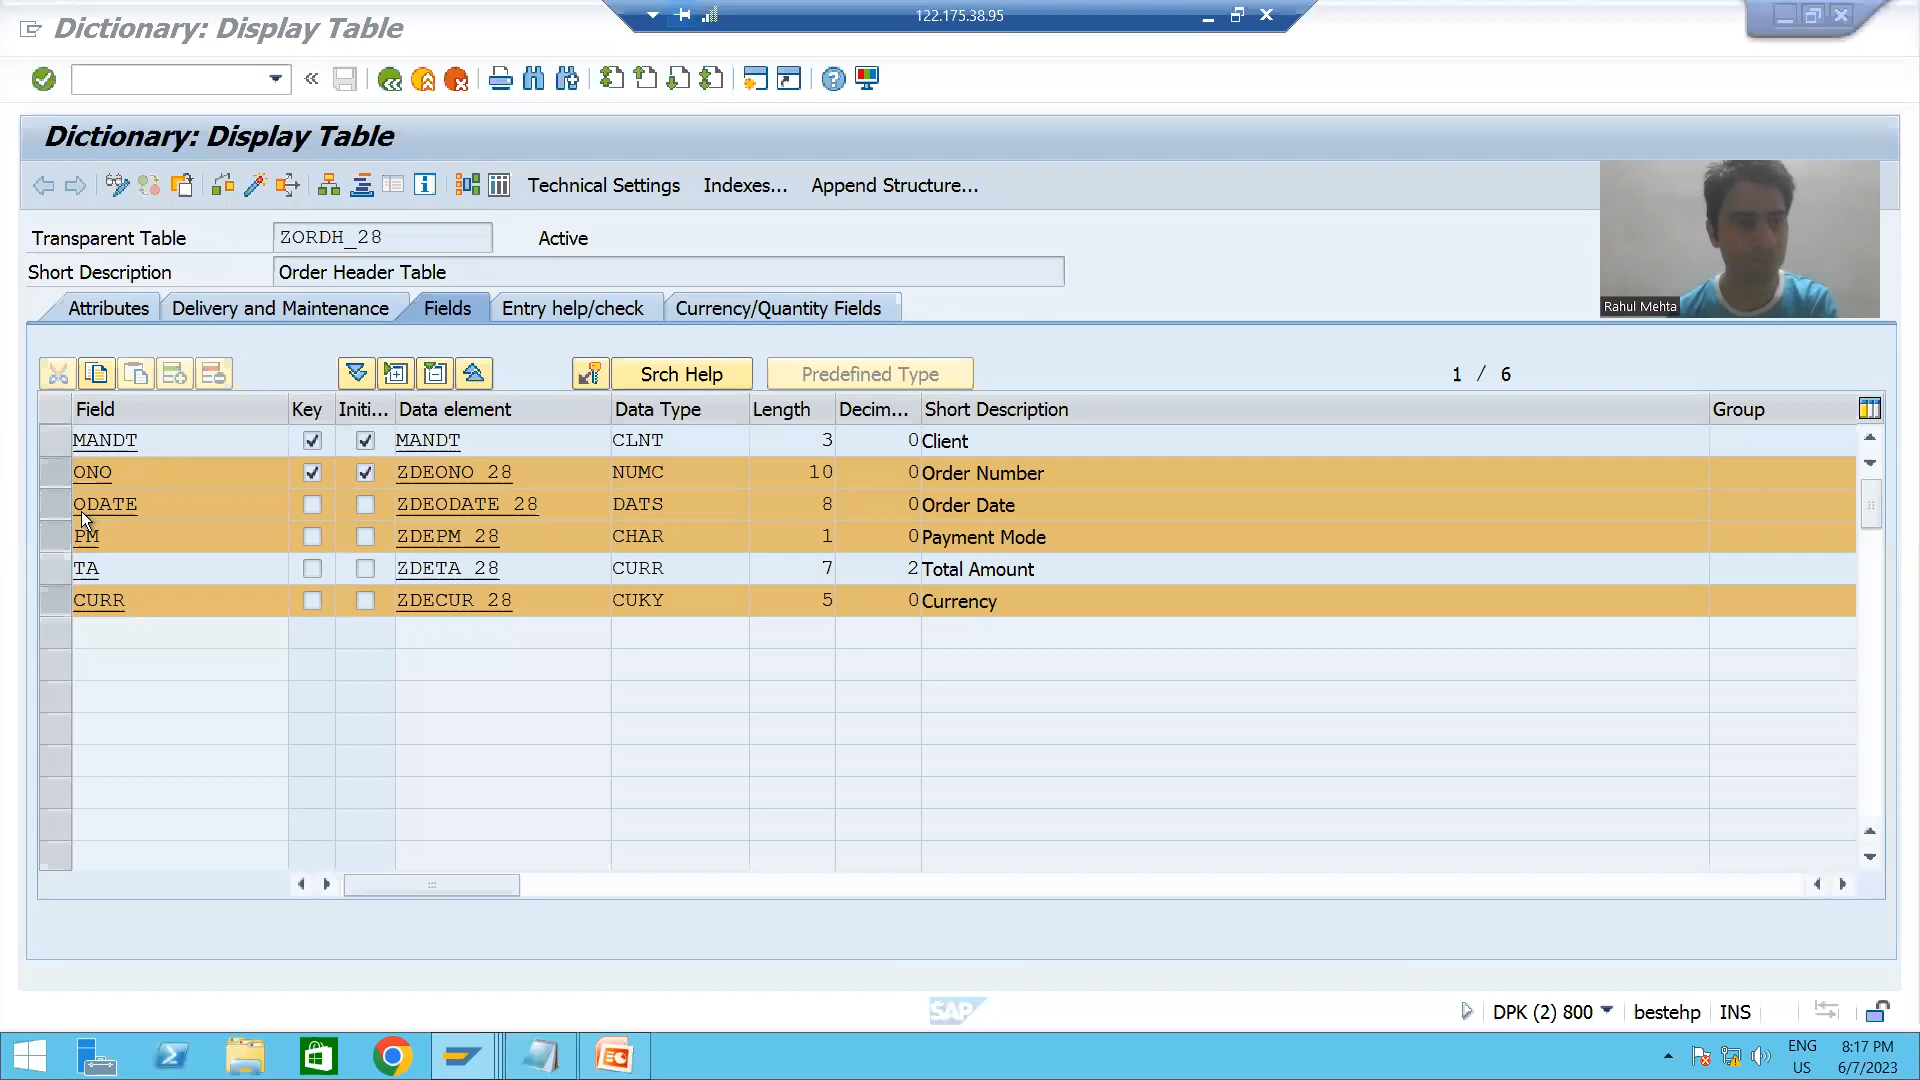 Dictionary: Display Table
122.175.38.95
Dictionary: Display Table
Technical Settings Indexes... Append Structure...
Transparent Table ZORDH_28 Active
Short Description Order Header Table
Rahul Mehta
Attributes Delivery and Maintenance Fields Entry help/check Currency/Quantity Fields
Srch Help Predefined Type 1 / 6
Field Key Initi... Data element Data Type Length Decim... Short Description Group
MANDT MANDT CLNT 3 0 Client
ONO ZDEONO_28 NUMC 10 0 Order Number
ODATE ZDEODATE_28 DATS 8 0 Order Date
PM ZDEPM_28 CHAR 1 0 Payment Mode
TA ZDETA_28 CURR 7 2 Total Amount
CURR ZDECUR_28 CUKY 5 0 Currency
SAP
DPK (2) 800 bestehp INS
ENG 8:17 PM
US 6/7/2023